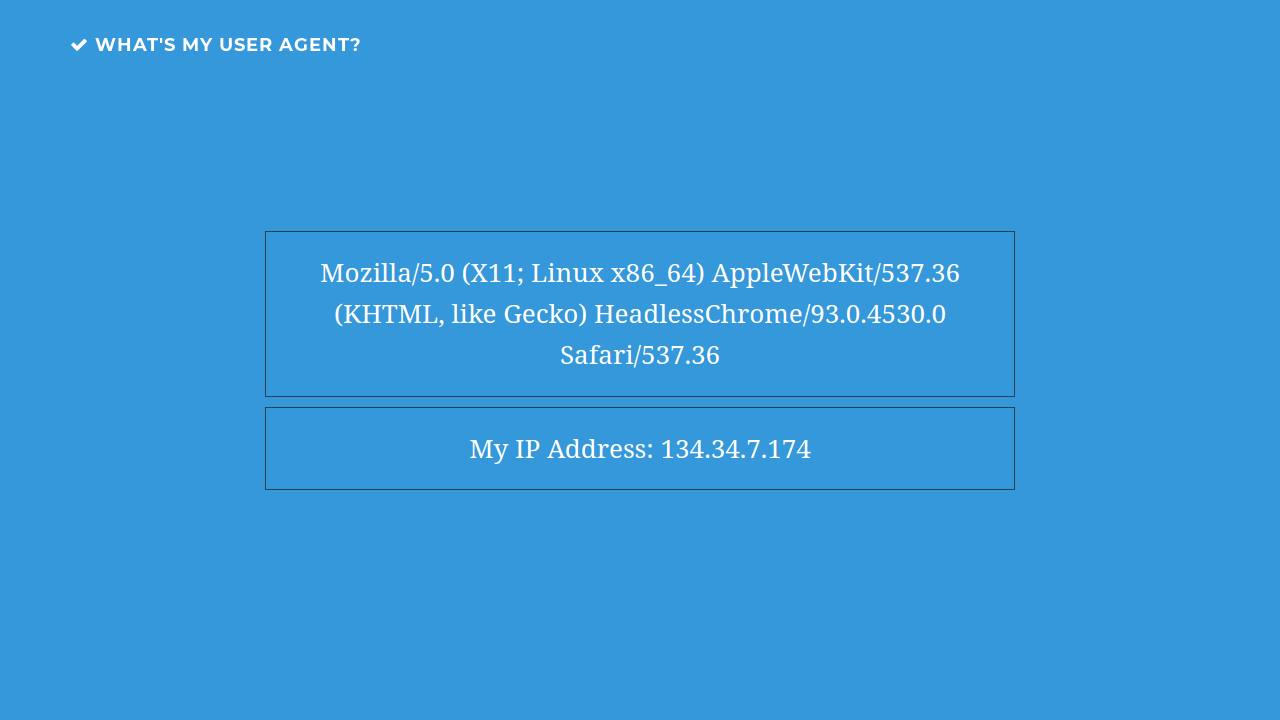 WHAT'S MY USER AGENT?
Mozilla/5.0 (X11; Linux x86_64) AppleWebKit/537.36
(KHTML, like Gecko) HeadlessChrome/93.0.4530.0
Safari/537.36
My IP Address: 134.34.7.174